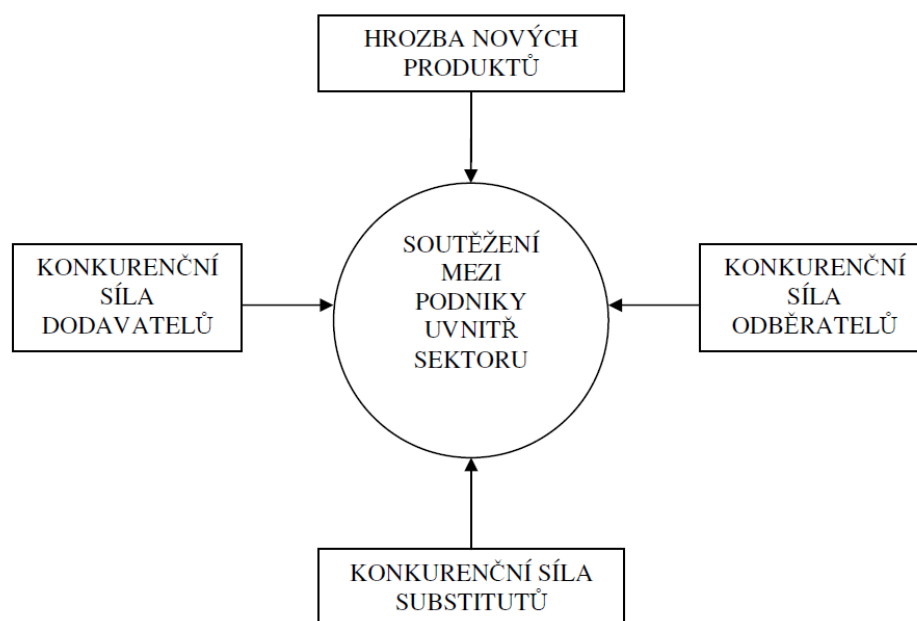 HROZBA NOVÝCH
PRODUKTŮ
KONKURENČNÍ
SÍLA
DODAVATELŮ
SOUTĚŽENÍ
MEZI
PODNIKY
UVNITŘ
SEKTORU
KONKURENČNÍ
SÍLA
ODBĚRATELŮ
KONKURENČNÍ SÍLA
SUBSTITUTŮ